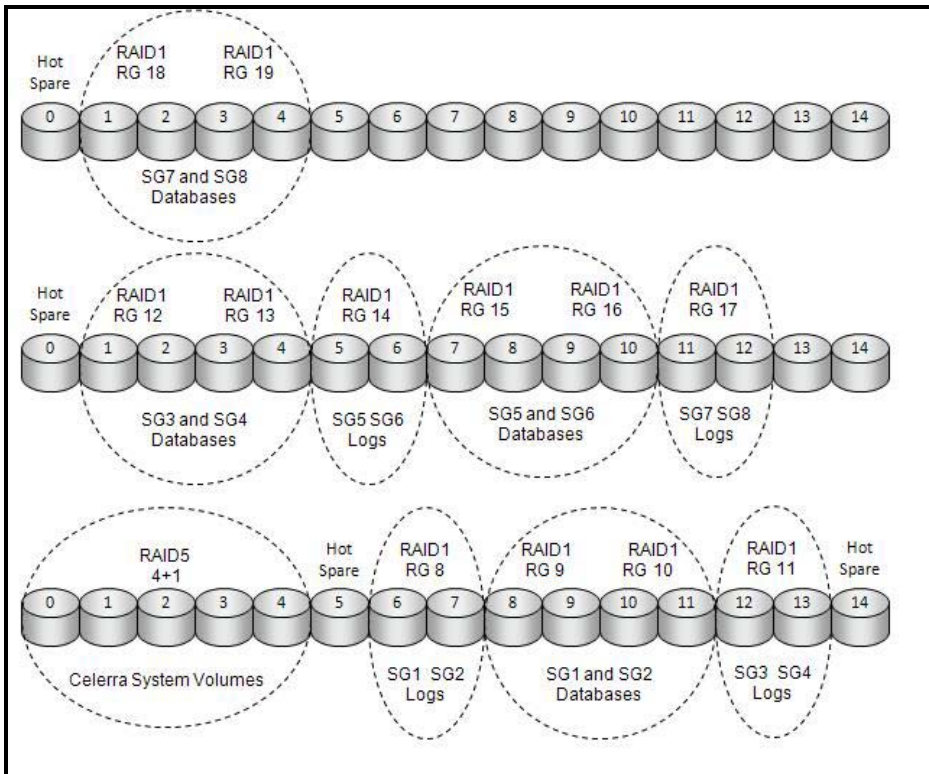 Hot
Spare
RAID1
RG 18
RAID1
RG 19
0 1 2 3 4 5 6 7 8 9 10 11 12 13 14
SG7 and SG8
Databases
Hot
Spare
RAID1
RG 12
RAID1
RG 13
RAID1
RG 14
RAID1
RG 15
RAID1
RG 16
RAID1
RG 17
0 1 2 3 4 5 6 7 8 9 10 11 12 13 14
SG3 and SG4
Databases
SG5 SG6
Logs
SG5 and SG6
Databases
SG7 SG8
Logs
RAID5
4+1
Hot
Spare
RAID1
RG 8
RAID1
RG 9
RAID1
RG 10
RAID1
RG 11
Hot
Spare
0 1 2 3 4 5 6 7 8 9 10 11 12 13 14
Celerra System Volumes
SG1 SG2
Logs
SG1 and SG2
Databases
SG3 SG4
Logs